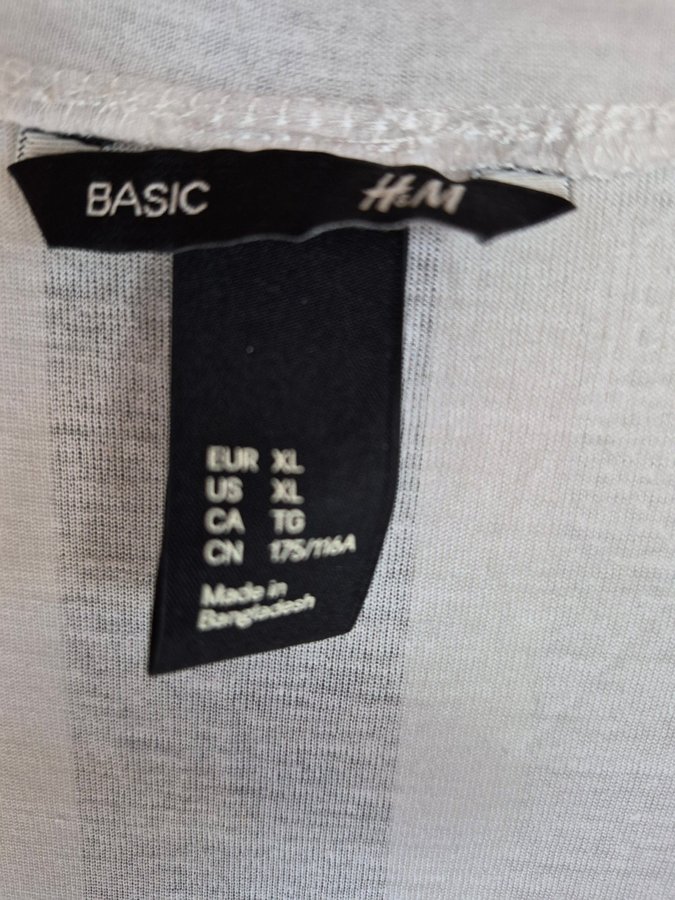 BASIC H&M
EUR XL
US XL
CA TG
CN 175/116A
Made in
Bangladesh